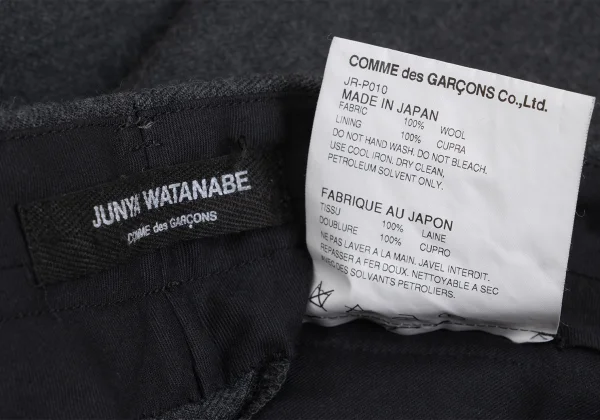 JUNYA WATANABE
COMME des GARÇONS
COMME des GARÇONS Co.,Ltd.
JR-P010
MADE IN JAPAN
FABRIC 100% WOOL
LINING 100% CUPRA
DO NOT HAND WASH. DO NOT BLEACH.
USE COOL IRON. DRY CLEAN,
PETROLEUM SOLVENT ONLY.
FABRIQUE AU JAPON
TISSU 100% LAINE
DOUBLURE 100% CUPRO
NE PAS LAVER A LA MAIN. JAVEL INTERDIT.
REPASSER A FER DOUX. NETTOYABLE A SEC
AVEC DES SOLVANTS PETROLIERS.